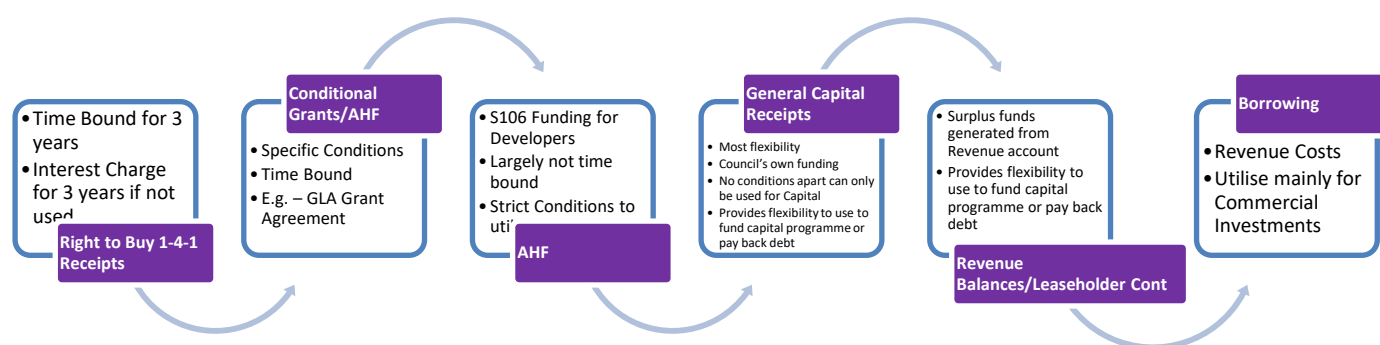 • Time Bound for 3
years
• Interest Charge
for 3 years if not
used
Right to Buy 1-4-1
Receipts
Conditional
Grants/AHF
• Specific Conditions
• Time Bound
• E.g. – GLA Grant
Agreement
• S106 Funding for
Developers
• Largely not time
bound
• Strict Conditions to
AHF
General Capital
Receipts
• Most flexibility
• Council's own funding
• No conditions apart can only
be used for Capital
• Provides flexibility to use to
fund capital programme or
pay back debt
• Surplus funds
generated from
Revenue account
• Provides flexibility to
use to fund capital
programme or pay back
debt
Revenue
Balances/Leaseholder Cont
Borrowing
• Revenue Costs
• Utilise mainly for
Commercial
Investments